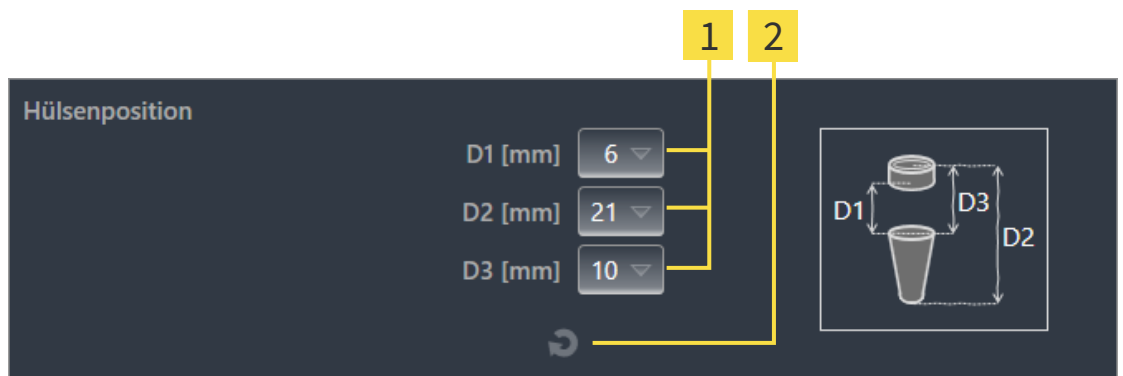 1 2
Hülsenposition
D1 [mm] 6
D2 [mm] 21
D3 [mm] 10
D1
D3
D2